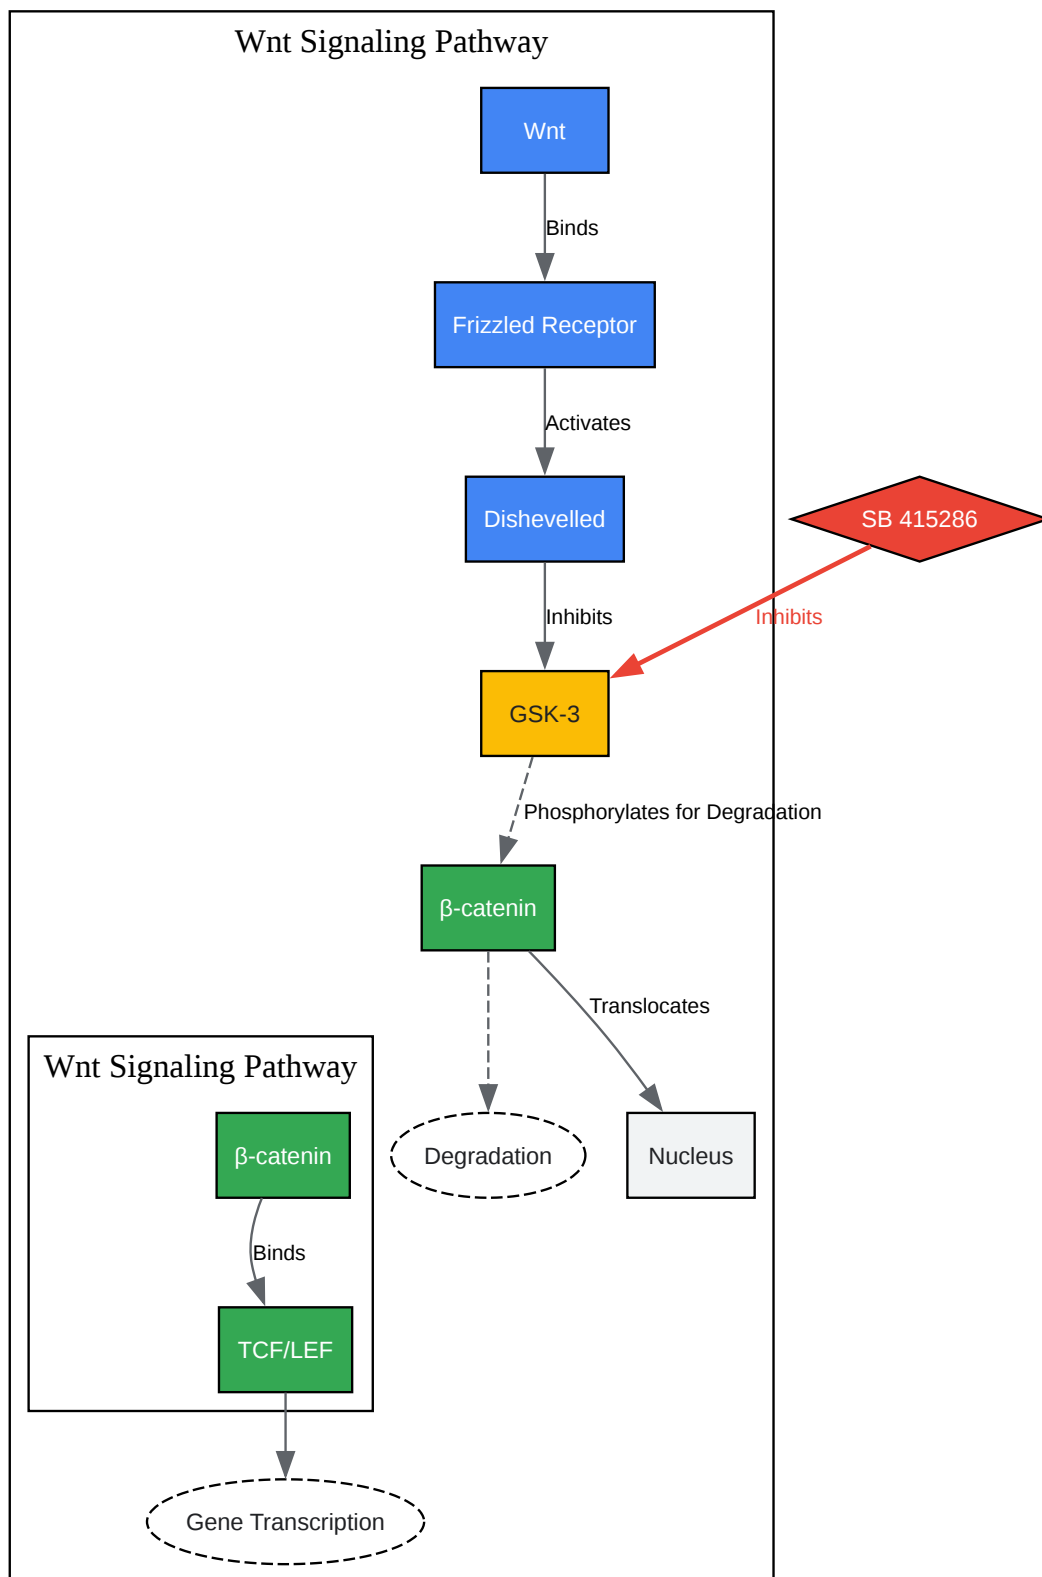 Wnt Signaling Pathway
Wnt
Binds
Frizzled Receptor
Activates
Dishevelled
SB 415286
Inhibits
Inhibits
GSK-3
Phosphorylates for Degradation
β-catenin
Translocates
Wnt Signaling Pathway
β-catenin
Degradation
Nucleus
Binds
TCF/LEF
Gene Transcription